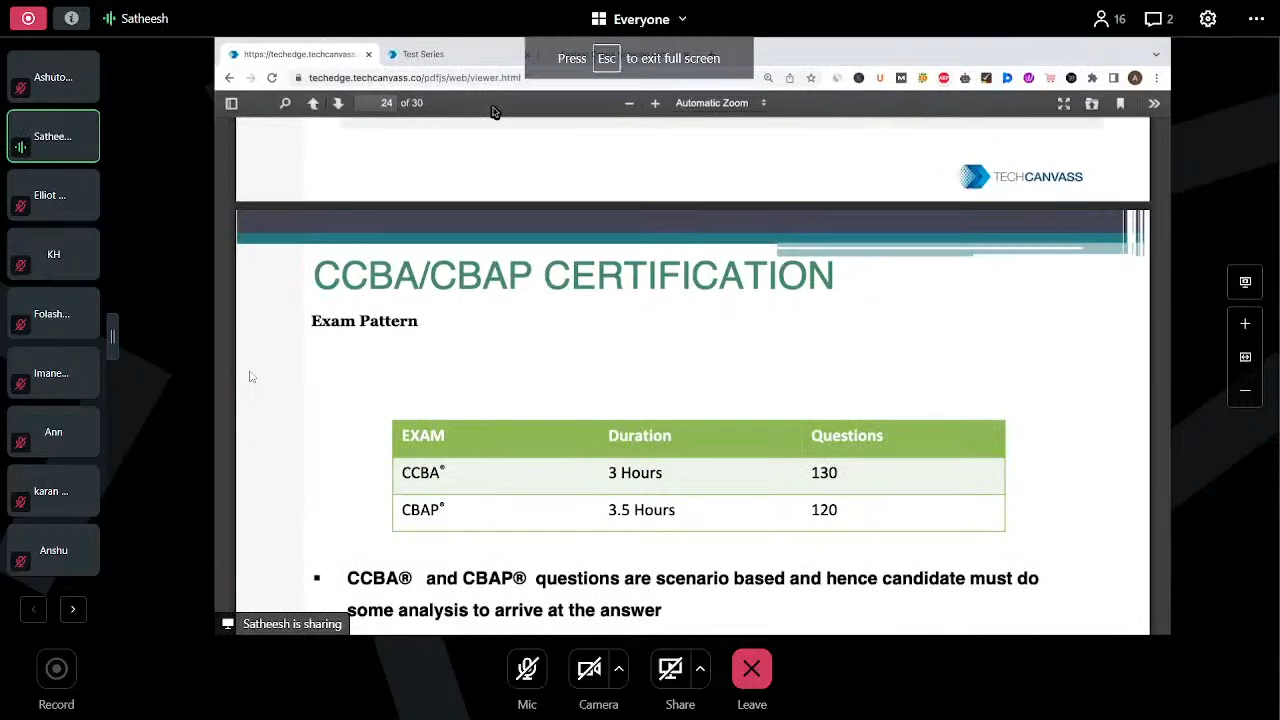 Satheesh
Everyone
16
2
Ashuto...
Sathee...
Elliot ...
KH
Folash...
Imane...
Ann
karan ...
Anshu
https://techedge.techcanvass.
Test Series
Press Esc to exit full screen
techedge.techcanvass.co/pdfjs/web/viewer.html
24 of 30
Automatic Zoom
TECHCANVASS
CCBA/CBAP CERTIFICATION
Exam Pattern
EXAM Duration Questions
CCBA® 3 Hours 130
CBAP® 3.5 Hours 120
▪ CCBA® and CBAP® questions are scenario based and hence candidate must do
some analysis to arrive at the answer
Satheesh is sharing
Record
Mic
Camera
Share
Leave